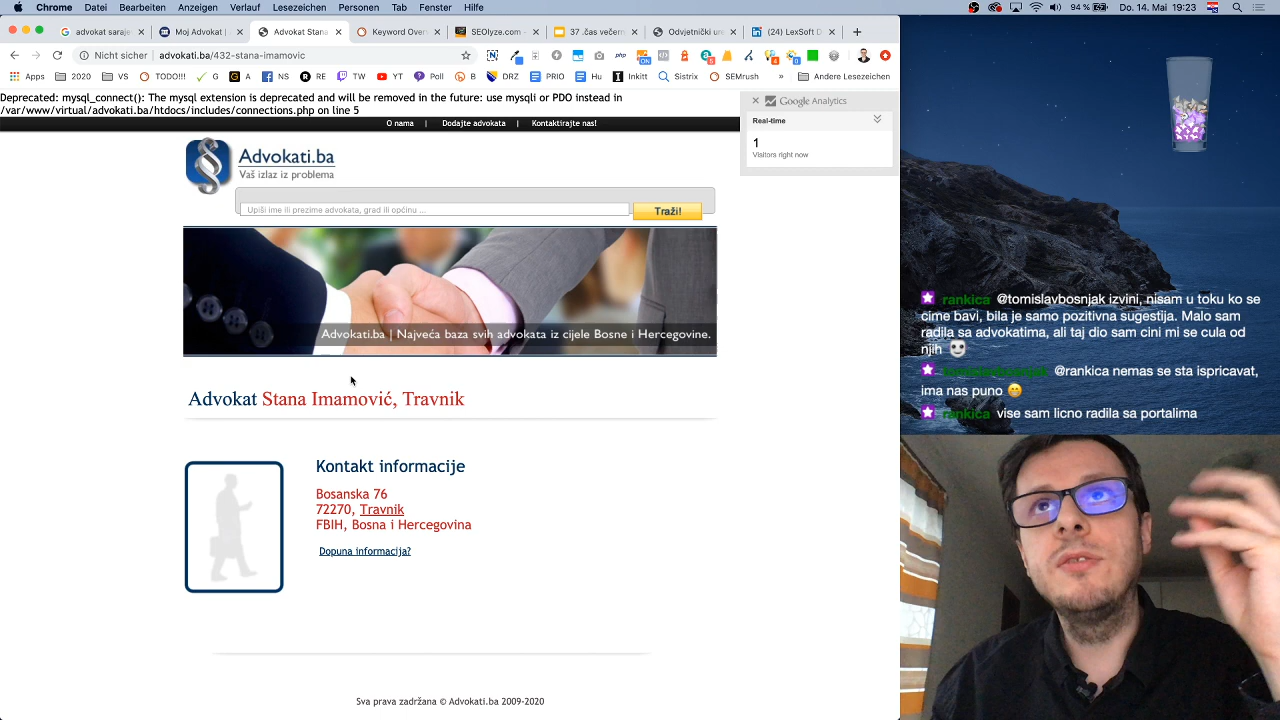 Chrome Datei Bearbeiten Anzeigen Verlauf Lesezeichen Personen Tab Fenster Hilfe
94 % Do. 14. Mai 19:23
advokat saraje
Moj Advokat |
Advokat Stana
Keyword Overv
SEOlyze.com -
37 .čas večern
Odvjetnički ure
(24) LexSoft D
Nicht sicher | advokati.ba/432-stana-imamovic
Apps 2020 VS TODO!!! G A NS RE TW YT Poll B DRZ PRIO Hu Inkitt Sistrix SEMrush » Andere Lesezeichen
Deprecated: mysql_connect(): The mysql extension is deprecated and will be removed in the future: use mysqli or PDO instead in
/var/www/virtual/advokati.ba/htdocs/includes/connections.php on line 5
O nama | Dodajte advokata | Kontaktirajte nas!
Google Analytics
Real-time
1
Visitors right now
Advokati.ba
Vaš izlaz iz problema
Upiši ime ili prezime advokata, grad ili općinu ...
Traži!
Advokati.ba | Najveća baza svih advokata iz cijele Bosne i Hercegovine.
Advokat Stana Imamović, Travnik
Kontakt informacije
Bosanska 76
72270, Travnik
FBIH, Bosna i Hercegovina
Dopuna informacija?
Sva prava zadržana © Advokati.ba 2009-2020
rankica @tomislavbosnjak izvini, nisam u toku ko se
cime bavi, bila je samo pozitivna sugestija. Malo sam
radila sa advokatima, ali taj dio sam cini mi se cula od
njih
tomislavbosnjak @rankica nemas se sta ispricavat,
ima nas puno
rankica vise sam licno radila sa portalima